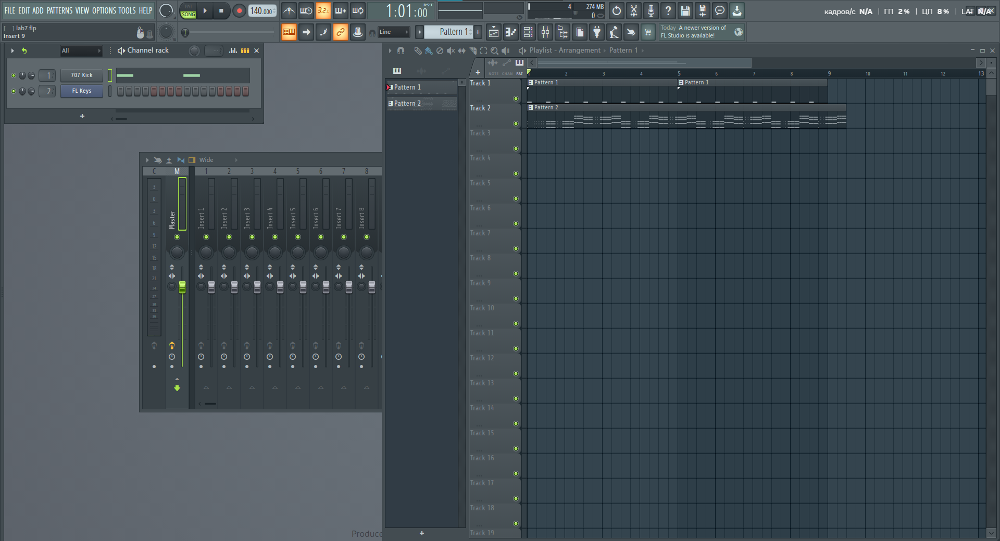 FILE EDIT ADD PATTERNS VIEW OPTIONS TOOLS HELP
PAT
SONG
140.000
3.2.
1:01:00
B:S:T
4
274 MB
0
кадров/с N/A | ГП 2 % | ЦП 8 % | LAT N/A
[ ] lab7.flp
Insert 9
Line
Pattern 1
+
Today A newer version of
FL Studio is available!
All
Channel rack
1
707 Kick
2
FL Keys
+
Wide
C M 1 2 3 4 5 6 7 8
3
0
3
6
9
12
15
18
21
24
27
30
33
36
Master
Insert 1
Insert 2
Insert 3
Insert 4
Insert 5
Insert 6
Insert 7
Insert 8
Produce
Playlist - Arrangement
Pattern 1
+
NOTE CHAN PAT
1 2 3 4 5 6 7 8 9 10 11 12 13
Pattern 1
Pattern 2
+
Track 1
Pattern 1
Pattern 1
Track 2
Pattern 2
Track 3
Track 4
Track 5
Track 6
Track 7
Track 8
Track 9
Track 10
Track 11
Track 12
Track 13
Track 14
Track 15
Track 16
Track 17
Track 18
Track 19